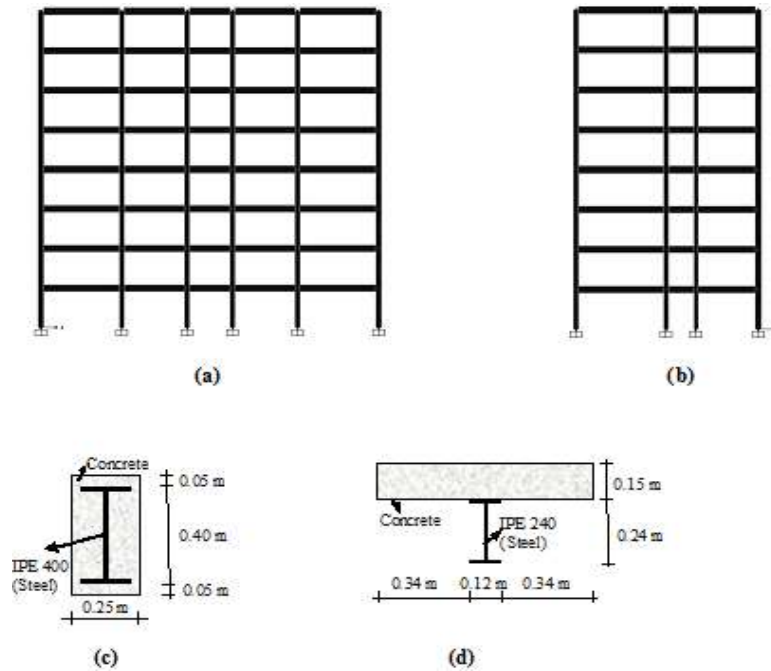 (a)
(b)
Concrete
0.05 m
0.40 m
IPE 400
(Steel)
0.05 m
0.25 m
(c)
0.15 m
Concrete
IPE 240
(Steel)
0.24 m
0.34 m 0.12 m 0.34 m
(d)